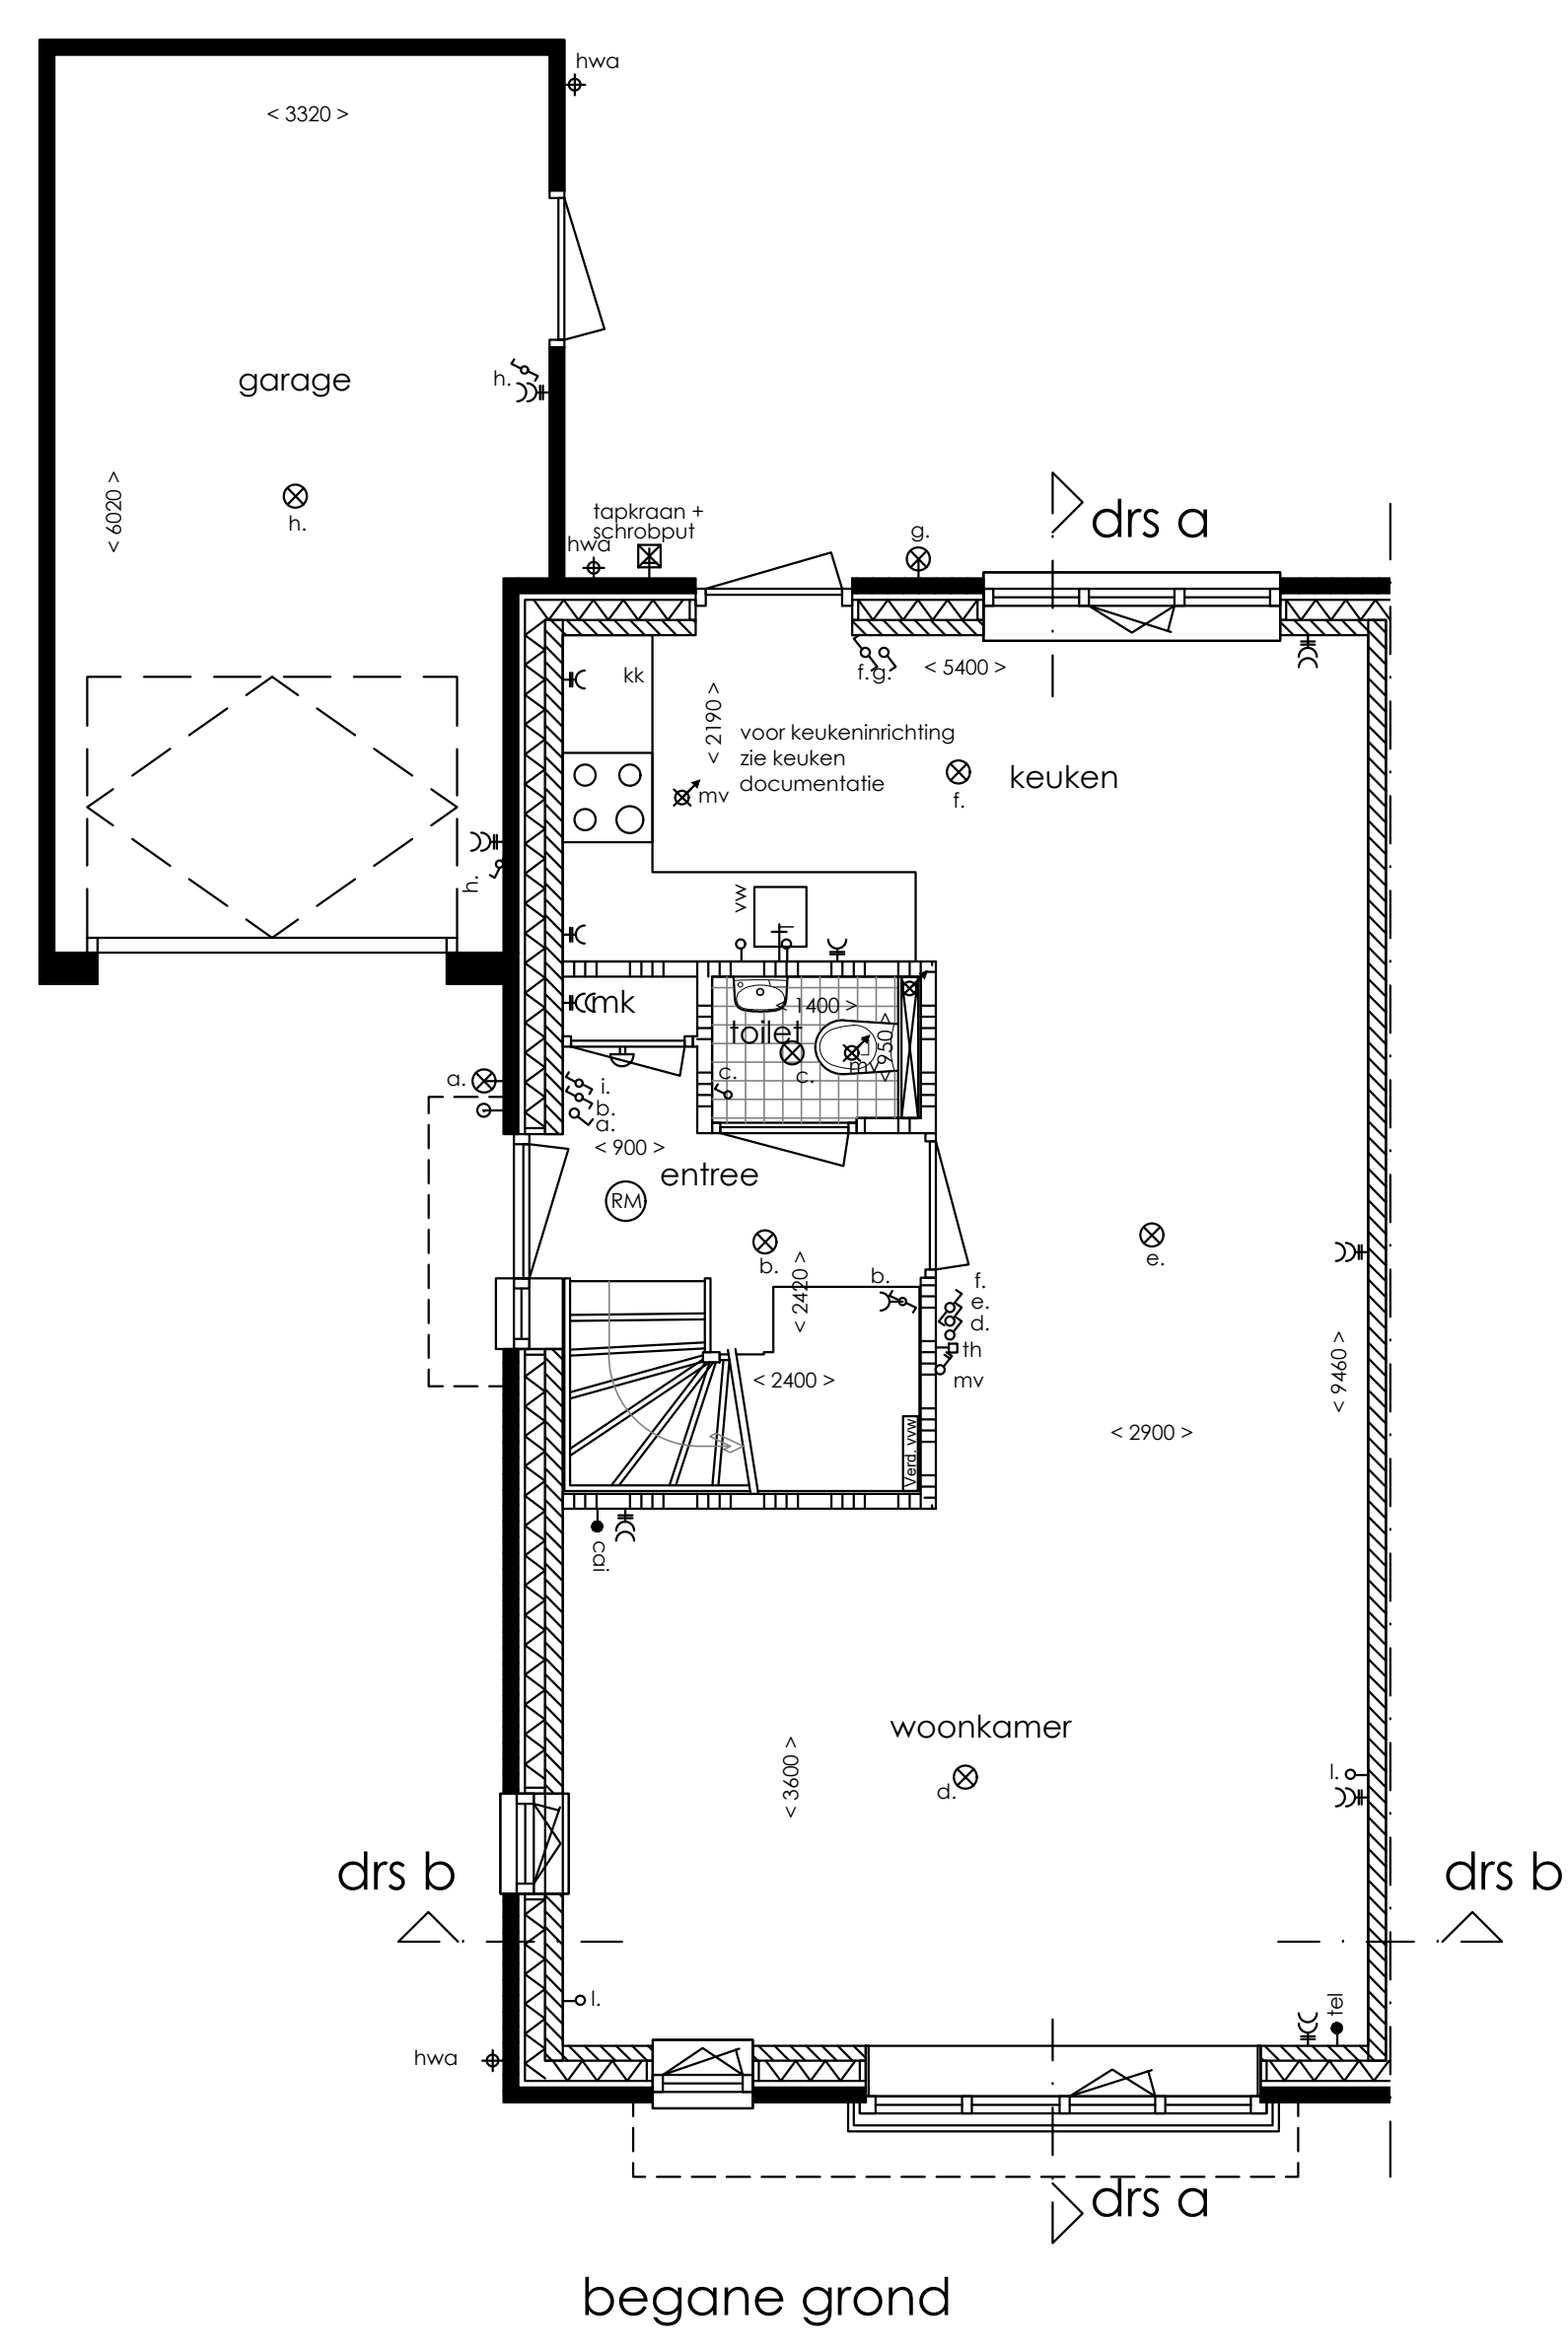 hwa
< 3320 >
garage
h.
< 6020 >
h.
tapkraan +
schrobput
hwa
g.
drs a
kk
f.g.
< 5400 >
< 2190 >
voor keukeninrichting
zie keuken
documentatie
mv
f.
keuken
h.
vw
mk
< 1400 >
toilet
< 950 >
mv
c.
c.
a.
i.
b.
a.
< 900 >
entree
RM
b.
e.
< 2420 >
b.
f.
e.
d.
th
mv
< 2400 >
< 9460 >
< 2900 >
Verd. vvw
cai
woonkamer
< 3600 >
d.
l.
drs b
drs b
l.
tel
hwa
drs a
begane grond